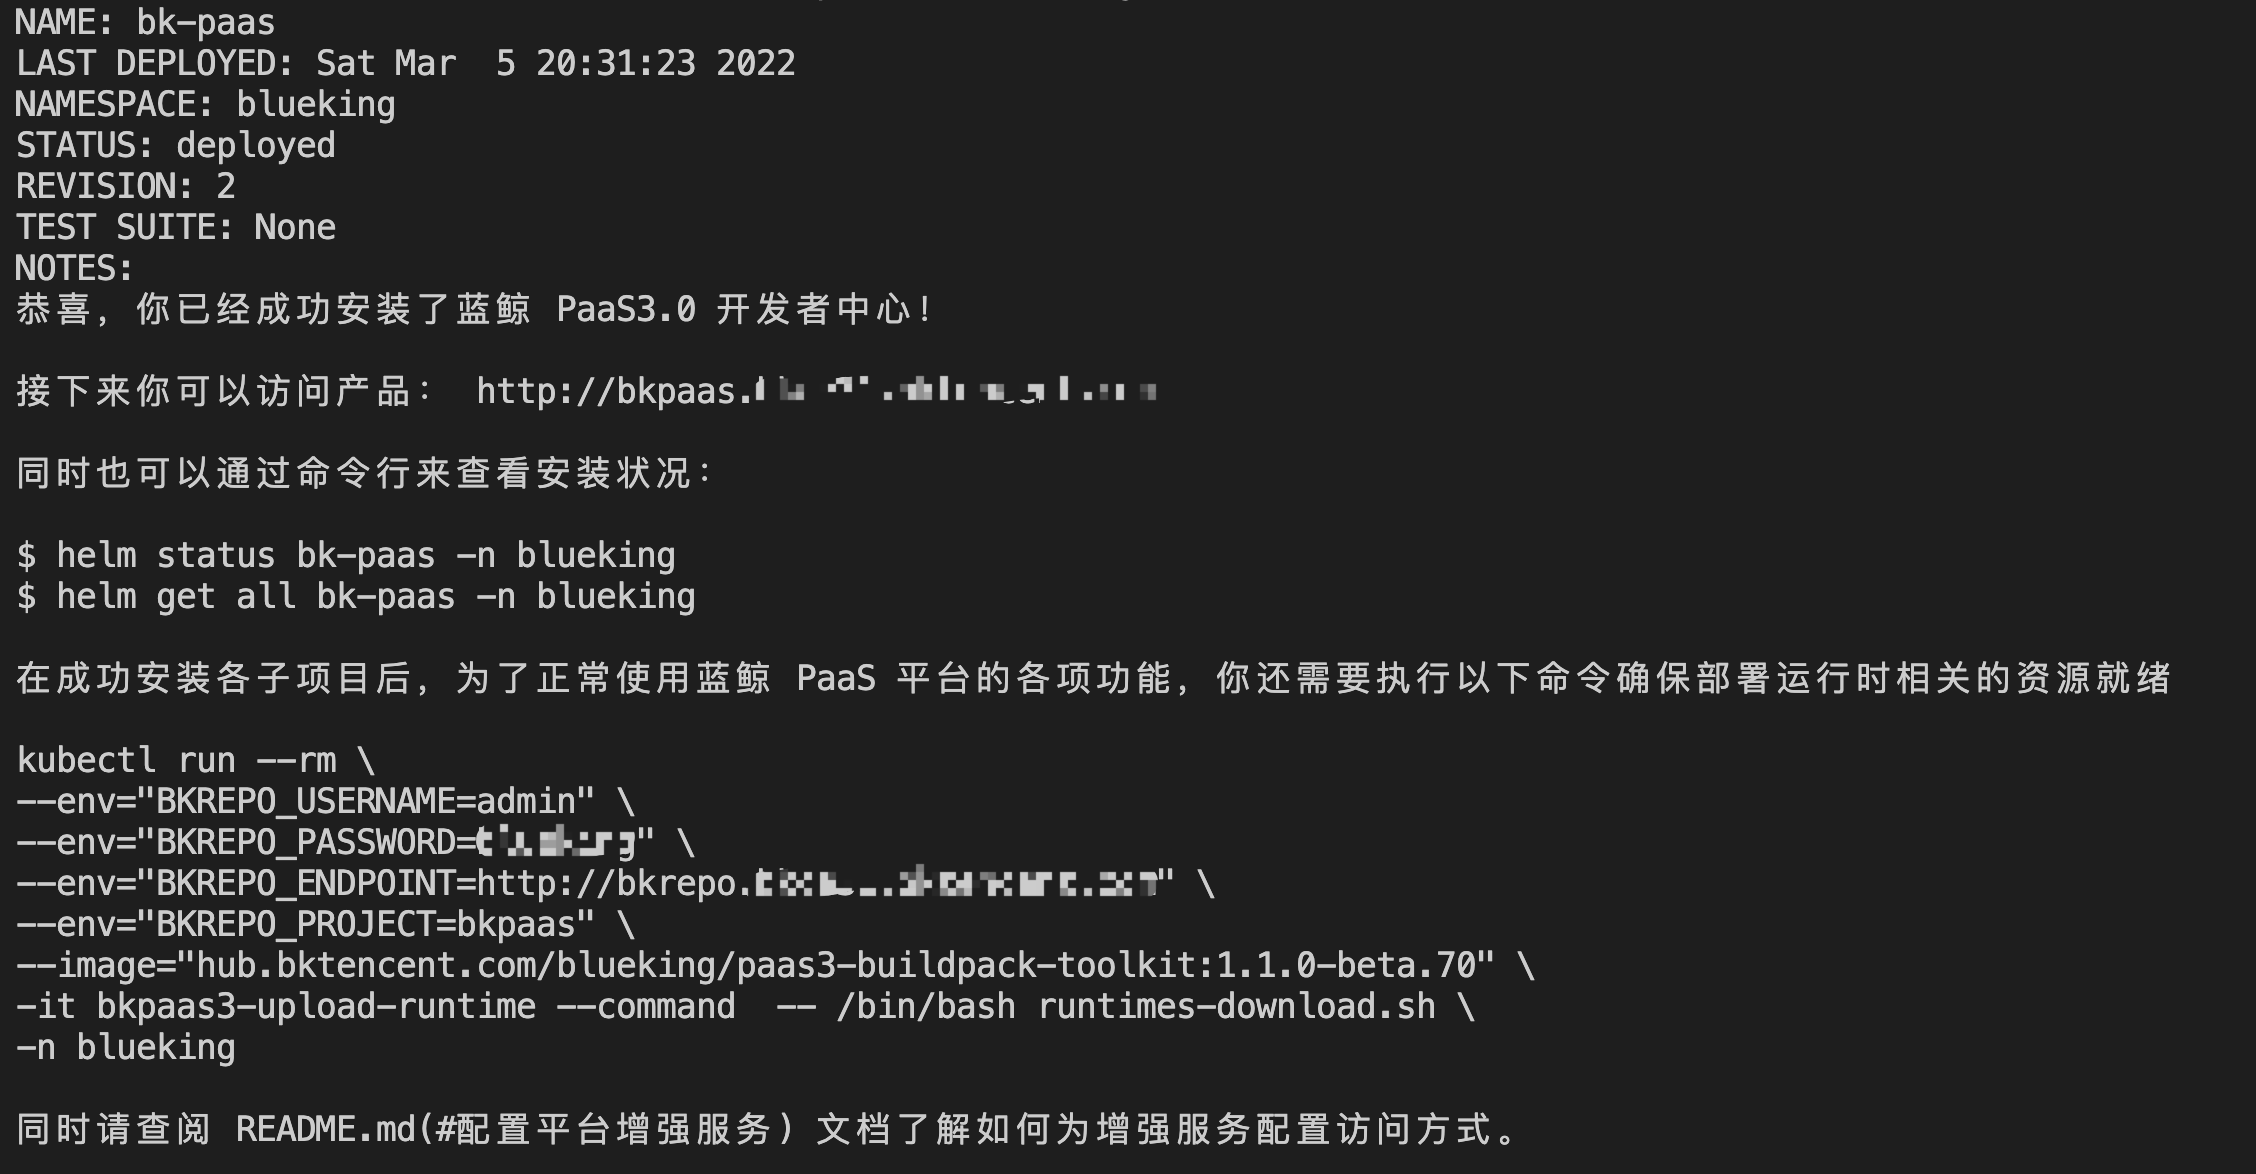 NAME: bk-paas
LAST DEPLOYED: Sat Mar  5 20:31:23 2022
NAMESPACE: blueking
STATUS: deployed
REVISION: 2
TEST SUITE: None
NOTES:
恭喜，你已经成功安装了蓝鲸 PaaS3.0 开发者中心！
接下来你可以访问产品： http://bkpaas.
同时也可以通过命令行来查看安装状况：
$ helm status bk-paas -n blueking
$ helm get all bk-paas -n blueking
在成功安装各子项目后，为了正常使用蓝鲸 PaaS 平台的各项功能，你还需要执行以下命令确保部署运行时相关的资源就绪
kubectl run --rm \
--env="BKREPO_USERNAME=admin" \
--env="BKREPO_PASSWORD=" \
--env="BKREPO_ENDPOINT=http://bkrepo." \
--env="BKREPO_PROJECT=bkpaas" \
--image="hub.bktencent.com/blueking/paas3-buildpack-toolkit:1.1.0-beta.70" \
-it bkpaas3-upload-runtime --command  -- /bin/bash runtimes-download.sh \
-n blueking
同时请查阅 README.md(#配置平台增强服务) 文档了解如何为增强服务配置访问方式。